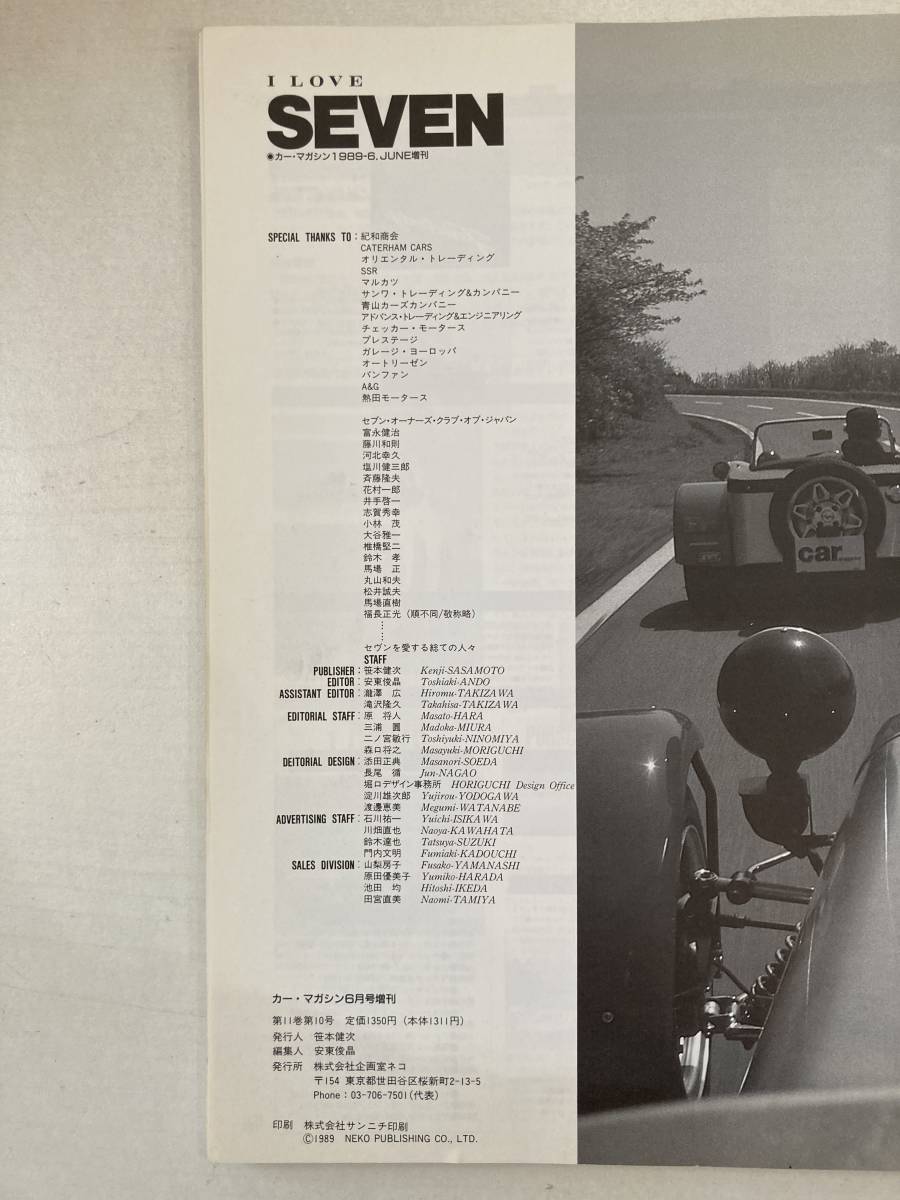 I LOVE
SEVEN
●カー・マガジン1989-6, JUNE増刊
SPECIAL THANKS TO：紀和商会
CATERHAM CARS
オリエンタル・トレーディング
SSR
マルカツ
サンワ・トレーディング&カンパニー
青山カーズカンパニー
アドバンス・トレーディング&エンジニアリング
チェッカー・モータース
プレステージ
ガレージ・ヨーロッパ
オートリーゼン
バンファン
A&G
熱田モータース
セブン・オーナーズ・クラブ・オブ・ジャパン
富永健治
藤川和則
河北幸久
塩川健三郎
斉藤隆夫
花村一郎
井手啓一
志賀秀幸
小林　茂
大谷雅一
椎橋堅二
鈴木　孝
馬場　正
丸山和夫
松井誠夫
馬場直樹
福長正光（順不同/敬称略）
⋮
⋮
セヴンを愛する総ての人々
STAFF
PUBLISHER：笹本健次　Kenji-SASAMOTO
EDITOR：安東俊晶　Toshiaki-ANDO
ASSISTANT EDITOR：瀧澤　広　Hiromu-TAKIZAWA
滝沢隆久　Takahisa-TAKIZAWA
EDITORIAL STAFF：原　将人　Masato-HARA
三浦　圓　Madoka-MIURA
二ノ宮敏行　Toshiyuki-NINOMIYA
森口将之　Masayuki-MORIGUCHI
DEITORIAL DESIGN：添田正典　Masanori-SOEDA
長尾　循　Jun-NAGAO
堀口デザイン事務所　HORIGUCHI Design Office
淀川雄次郎　Yujirou-YODOGAWA
渡邊恵美　Megumi-WATANABE
ADVERTISING STAFF：石川祐一　Yuichi-ISIKAWA
川畑直也　Naoya-KAWAHATA
鈴木達也　Tatsuya-SUZUKI
門内文明　Fumiaki-KADOUCHI
SALES DIVISION：山梨房子　Fusako-YAMANASHI
原田優美子　Yumiko-HARADA
池田　均　Hitoshi-IKEDA
田宮直美　Naomi-TAMIYA
カー・マガジン6月号増刊
第11巻第10号　定価1350円（本体1311円）
発行人　笹本健次
編集人　安東俊晶
発行所　株式会社企画室ネコ
〒154 東京都世田谷区桜新町2-13-5
Phone：03-706-7501(代表)
印刷　株式会社サンニチ印刷
©1989　NEKO PUBLISHING CO., LTD.
car